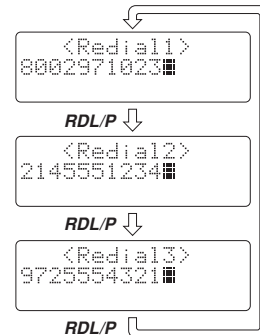 <Redial1>
8002971023
RDL/P
<Redial2>
2145551234
RDL/P
<Redial3>
9725554321
RDL/P